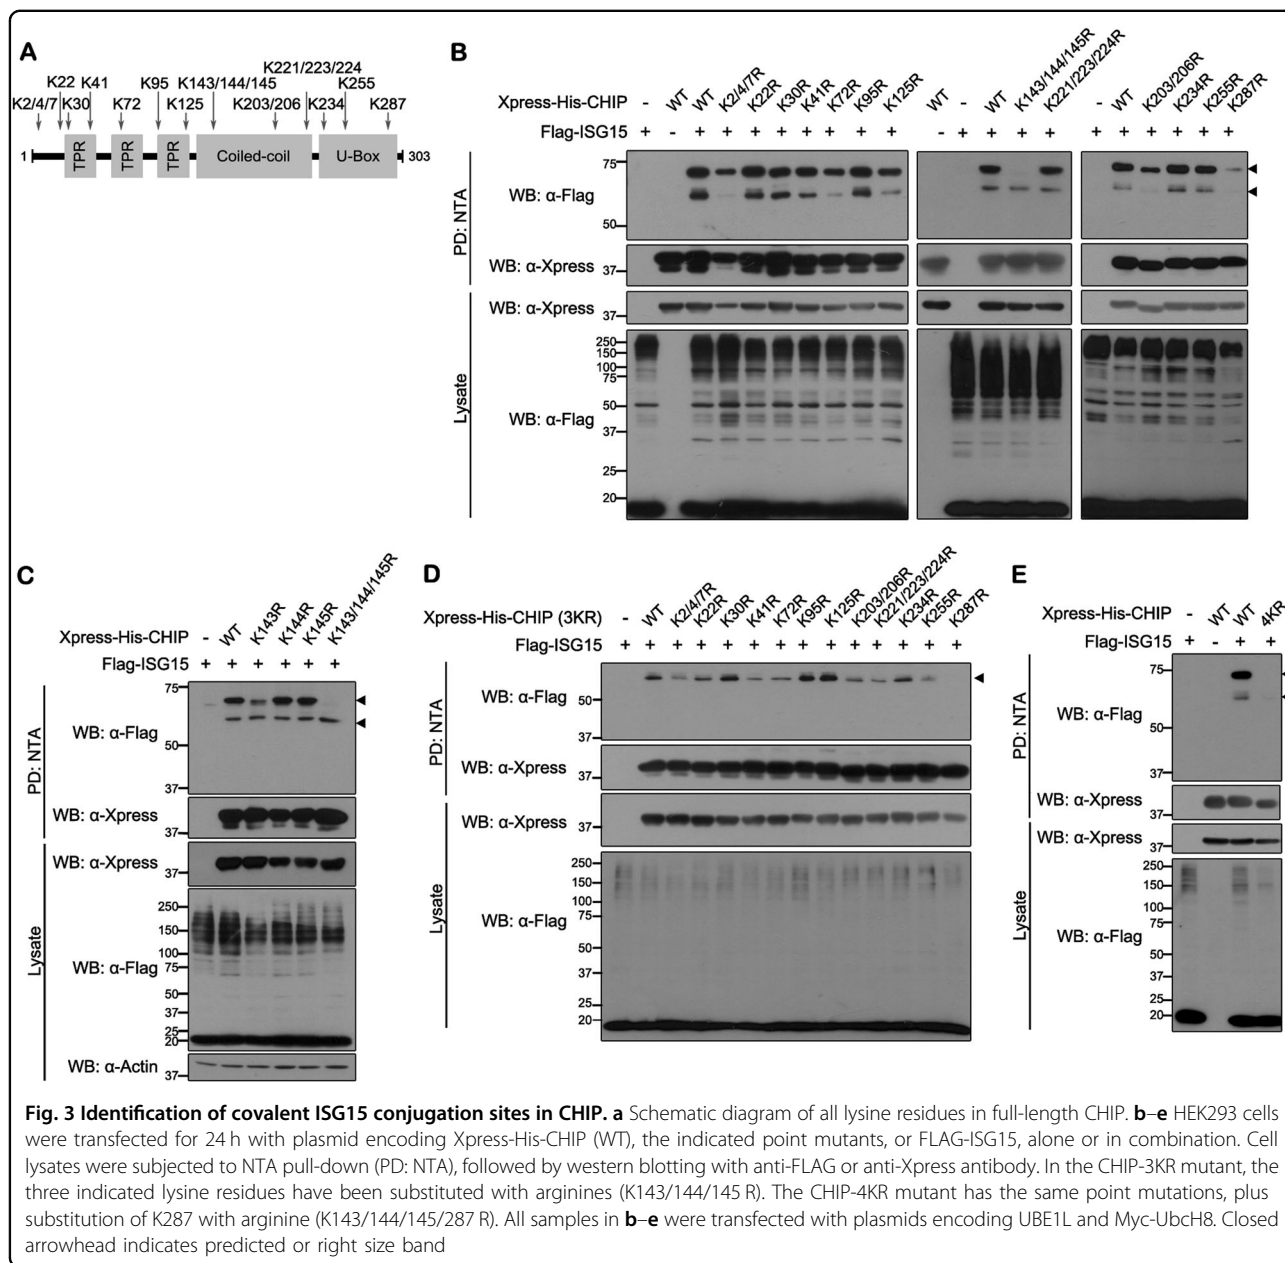 A
K221/223/224
K22 K41 K95 K143/144/145 K255
K2/4/7 K30 K72 K125 K203/206 K234 K287
1 TPR TPR TPR Coiled-coil U-Box 303
B
Xpress-His-CHIP - WT WT K2/4/7R K22R K30R K41R K72R K95R K125R WT - WT K143/144/145R K221/223/224R - WT K203/206R K234R K255R K287R
Flag-ISG15 + - + + + + + + + + - + + + + + + + + + +
PD: NTA
75
WB: α-Flag
50
WB: α-Xpress
37
Lysate
WB: α-Xpress
37
250
150
100
75
50
WB: α-Flag
37
25
20
C
Xpress-His-CHIP - WT K143R K144R K145R K143/144/145R
Flag-ISG15 + + + + + +
PD: NTA
75
WB: α-Flag
50
37
WB: α-Xpress
37
Lysate
WB: α-Xpress
37
250
150
100
WB: α-Flag
75
50
37
25
20
WB: α-Actin
37
D
Xpress-His-CHIP (3KR) - WT K2/4/7R K22R K30R K41R K72R K95R K125R K203/206R K221/223/224R K234R K255R K287R
Flag-ISG15 + + + + + + + + + + + + +
PD: NTA
WB: α-Flag
50
37
WB: α-Xpress
37
Lysate
WB: α-Xpress
37
250
150
100
75
WB: α-Flag
50
37
25
20
E
Xpress-His-CHIP - WT WT 4KR
Flag-ISG15 + - + +
PD: NTA
75
WB: α-Flag
50
37
WB: α-Xpress
Lysate
WB: α-Xpress
37
250
150
100
75
WB: α-Flag
50
37
25
20
Fig. 3 Identification of covalent ISG15 conjugation sites in CHIP. a Schematic diagram of all lysine residues in full-length CHIP. b–e HEK293 cells
were transfected for 24 h with plasmid encoding Xpress-His-CHIP (WT), the indicated point mutants, or FLAG-ISG15, alone or in combination. Cell
lysates were subjected to NTA pull-down (PD: NTA), followed by western blotting with anti-FLAG or anti-Xpress antibody. In the CHIP-3KR mutant, the
three indicated lysine residues have been substituted with arginines (K143/144/145 R). The CHIP-4KR mutant has the same point mutations, plus
substitution of K287 with arginine (K143/144/145/287 R). All samples in b–e were transfected with plasmids encoding UBE1L and Myc-UbcH8. Closed
arrowhead indicates predicted or right size band